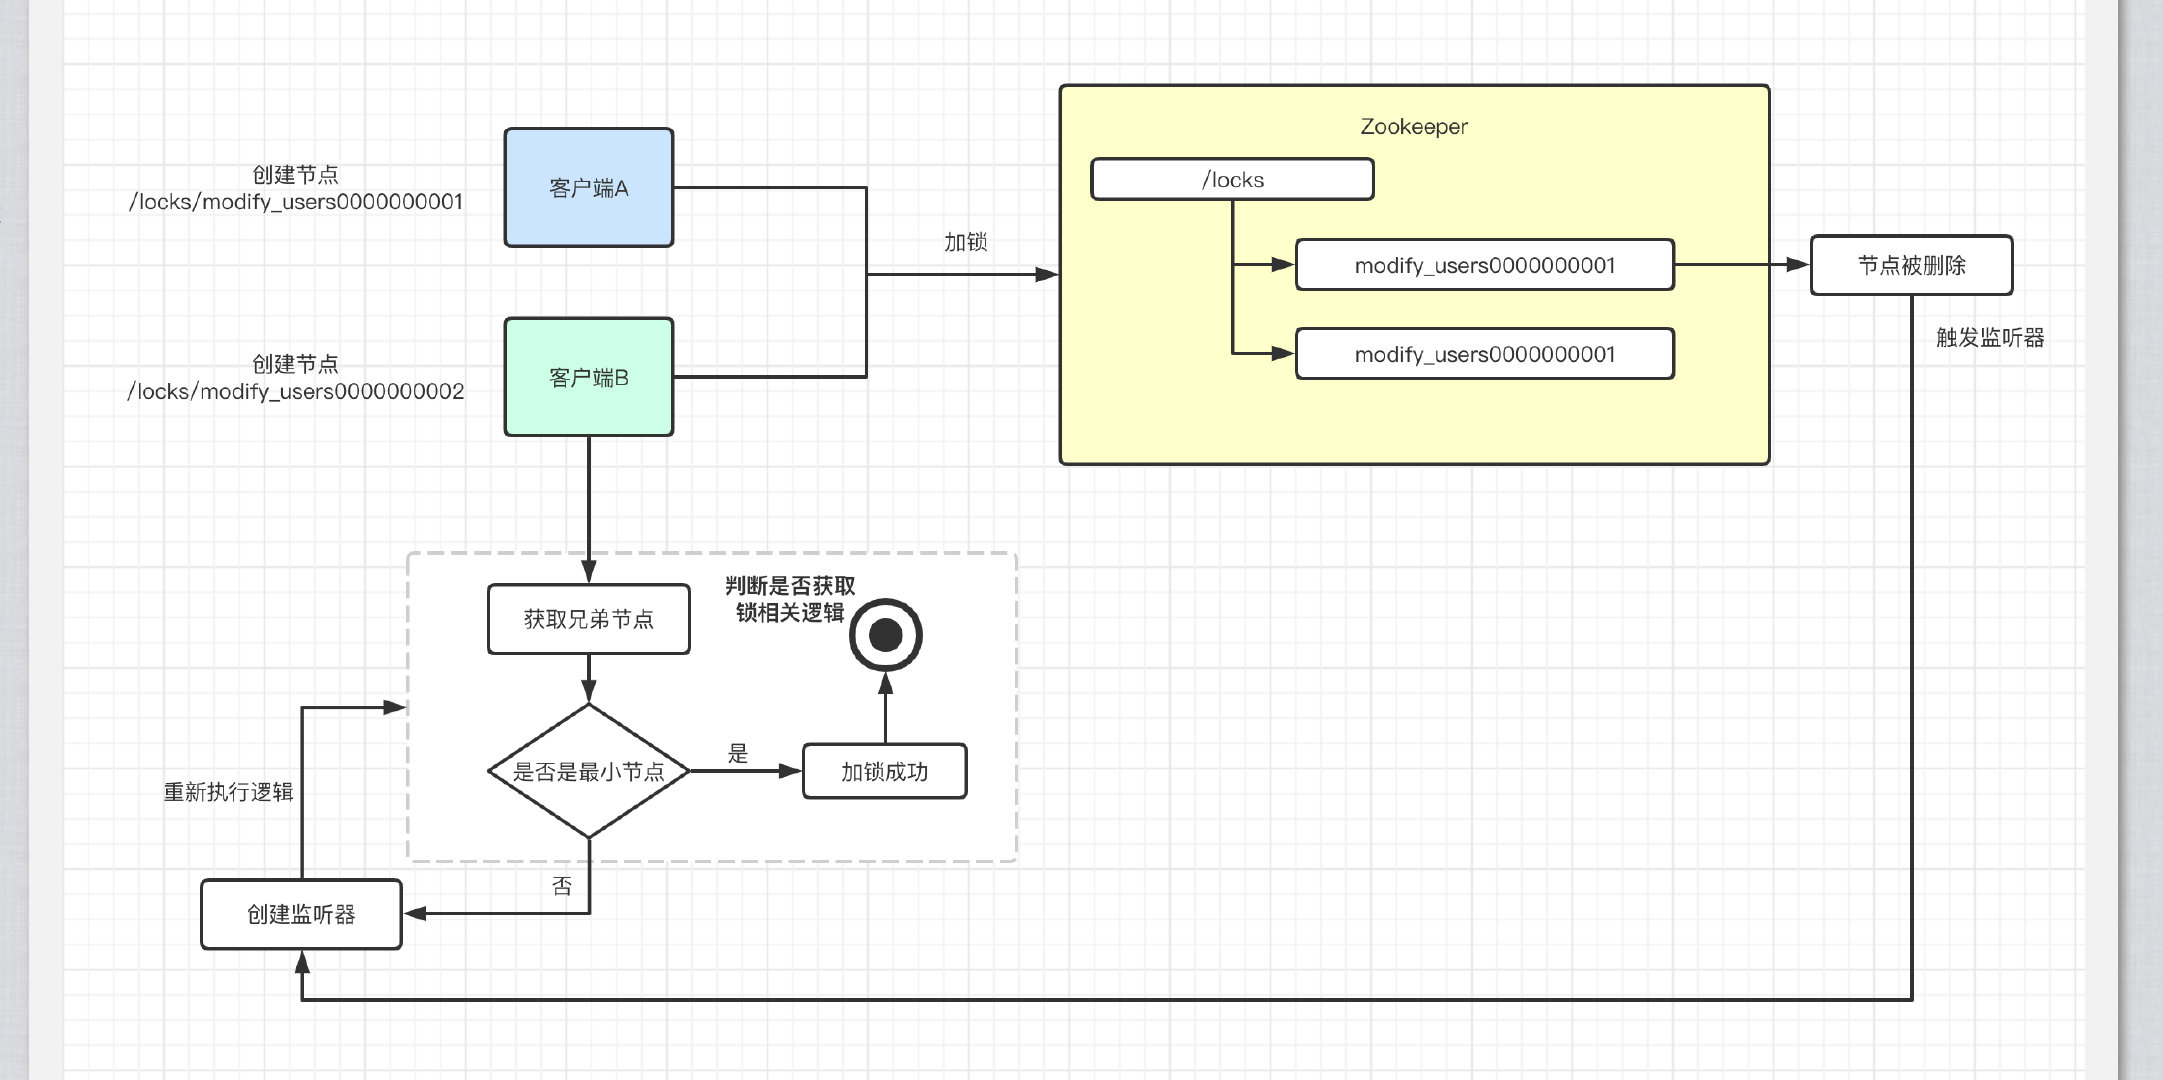 创建节点
/locks/modify_users0000000001
客户端A
加锁
创建节点
/locks/modify_users0000000002
客户端B
Zookeeper
/locks
modify_users0000000001
modify_users0000000001
节点被删除
触发监听器
获取兄弟节点
判断是否获取
锁相关逻辑
是否是最小节点
是
加锁成功
否
重新执行逻辑
创建监听器